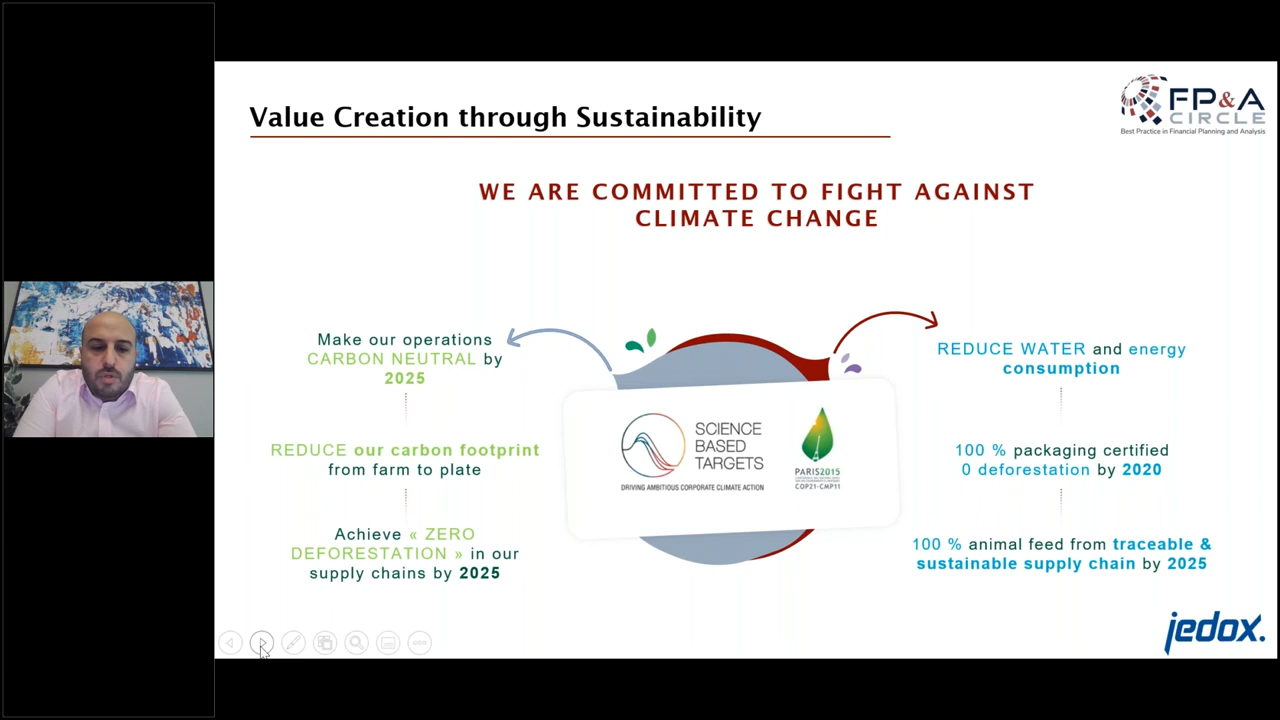 Value Creation through Sustainability
FP&A
CIRCLE
Best Practice in Financial Planning and Analysis
WE ARE COMMITTED TO FIGHT AGAINST
CLIMATE CHANGE
Make our operations
CARBON NEUTRAL by
2025
REDUCE our carbon footprint
from farm to plate
Achieve « ZERO
DEFORESTATION » in our
supply chains by 2025
SCIENCE
BASED
TARGETS
DRIVING AMBITIOUS CORPORATE CLIMATE ACTION
PARIS2015
COP21-CMP11
REDUCE WATER and energy
consumption
100 % packaging certified
0 deforestation by 2020
100 % animal feed from traceable &
sustainable supply chain by 2025
jedox.